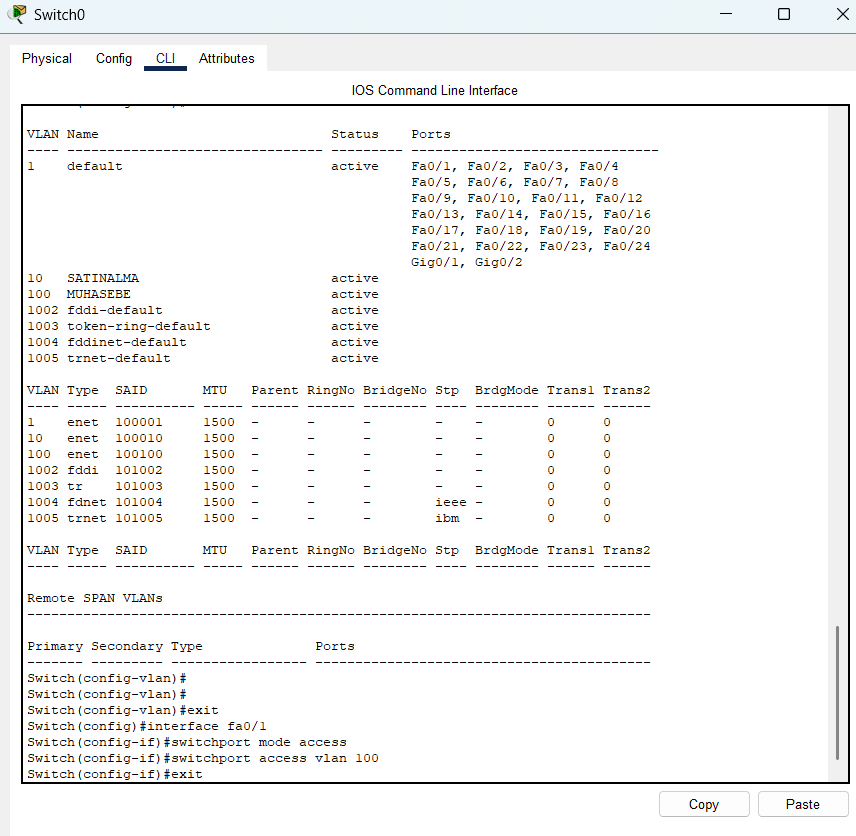 Switch0
Physical Config CLI Attributes
IOS Command Line Interface
VLAN Name                             Status    Ports
---- -------------------------------- --------- -------------------------------
1    default                          active    Fa0/1, Fa0/2, Fa0/3, Fa0/4
                                                Fa0/5, Fa0/6, Fa0/7, Fa0/8
                                                Fa0/9, Fa0/10, Fa0/11, Fa0/12
                                                Fa0/13, Fa0/14, Fa0/15, Fa0/16
                                                Fa0/17, Fa0/18, Fa0/19, Fa0/20
                                                Fa0/21, Fa0/22, Fa0/23, Fa0/24
                                                Gig0/1, Gig0/2
10   SATINALMA                        active
100  MUHASEBE                         active
1002 fddi-default                     active
1003 token-ring-default               active
1004 fddinet-default                  active
1005 trnet-default                    active
VLAN Type  SAID       MTU   Parent RingNo BridgeNo Stp  BrdgMode Trans1 Trans2
---- ----- ---------- ----- ------ ------ -------- ---- -------- ------ ------
1    enet  100001     1500  -      -      -        -    -        0      0
10   enet  100010     1500  -      -      -        -    -        0      0
100  enet  100100     1500  -      -      -        -    -        0      0
1002 fddi  101002     1500  -      -      -        -    -        0      0
1003 tr    101003     1500  -      -      -        -    -        0      0
1004 fdnet 101004     1500  -      -      -        ieee -        0      0
1005 trnet 101005     1500  -      -      -        ibm  -        0      0
VLAN Type  SAID       MTU   Parent RingNo BridgeNo Stp  BrdgMode Trans1 Trans2
---- ----- ---------- ----- ------ ------ -------- ---- -------- ------ ------
Remote SPAN VLANs
------------------------------------------------------------------------------
Primary Secondary Type              Ports
------- --------- ----------------- ------------------------------------------
Switch(config-vlan)#
Switch(config-vlan)#
Switch(config-vlan)#exit
Switch(config)#interface fa0/1
Switch(config-if)#switchport mode access
Switch(config-if)#switchport access vlan 100
Switch(config-if)#exit
Copy Paste